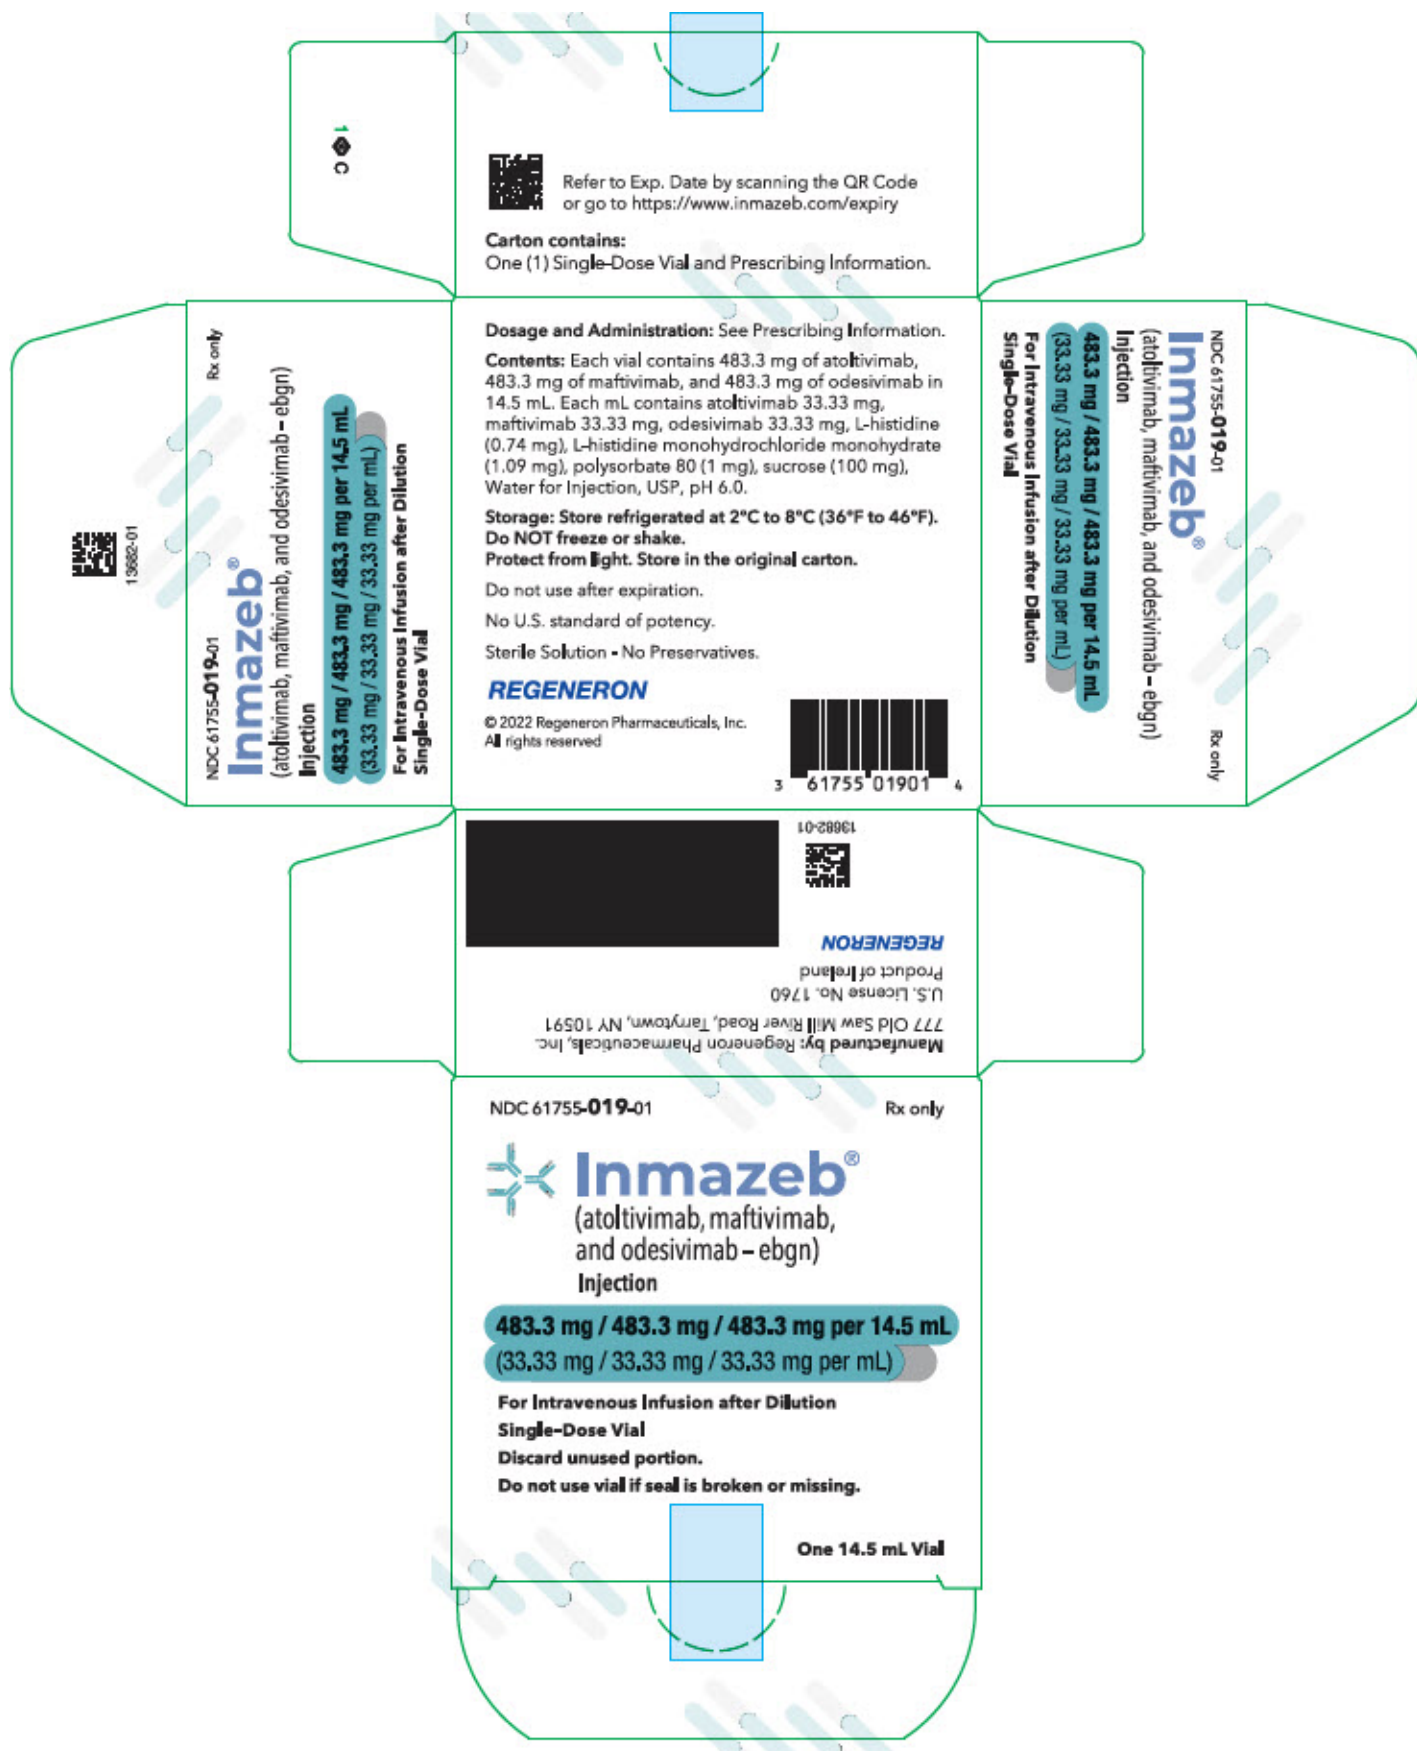 1 C
Refer to Exp. Date by scanning the QR Code
or go to https://www.inmazeb.com/expiry
Carton contains:
One (1) Single-Dose Vial and Prescribing Information.
13682-01
NDC 61755-019-01 Rx only
Inmazeb®
(atoltivimab, maftivimab, and odesivimab – ebgn)
Injection
483.3 mg / 483.3 mg / 483.3 mg per 14.5 mL
(33.33 mg / 33.33 mg / 33.33 mg per mL)
For Intravenous Infusion after Dilution
Single-Dose Vial
Dosage and Administration: See Prescribing Information.
Contents: Each vial contains 483.3 mg of atoltivimab,
483.3 mg of maftivimab, and 483.3 mg of odesivimab in
14.5 mL. Each mL contains atoltivimab 33.33 mg,
maftivimab 33.33 mg, odesivimab 33.33 mg, L-histidine
(0.74 mg), L-histidine monohydrochloride monohydrate
(1.09 mg), polysorbate 80 (1 mg), sucrose (100 mg),
Water for Injection, USP, pH 6.0.
Storage: Store refrigerated at 2°C to 8°C (36°F to 46°F).
Do NOT freeze or shake.
Protect from light. Store in the original carton.
Do not use after expiration.
No U.S. standard of potency.
Sterile Solution - No Preservatives.
REGENERON
© 2022 Regeneron Pharmaceuticals, Inc.
All rights reserved
3 61755 01901 4
NDC 61755-019-01 Rx only
Inmazeb®
(atoltivimab, maftivimab, and odesivimab – ebgn)
Injection
483.3 mg / 483.3 mg / 483.3 mg per 14.5 mL
(33.33 mg / 33.33 mg / 33.33 mg per mL)
For Intravenous Infusion after Dilution
Single-Dose Vial
Manufactured by: Regeneron Pharmaceuticals, Inc.
777 Old Saw Mill River Road, Tarrytown, NY 10591
U.S. License No. 1760
Product of Ireland
REGENERON
13682-01
NDC 61755-019-01 Rx only
Inmazeb®
(atoltivimab, maftivimab,
and odesivimab – ebgn)
Injection
483.3 mg / 483.3 mg / 483.3 mg per 14.5 mL
(33.33 mg / 33.33 mg / 33.33 mg per mL)
For Intravenous Infusion after Dilution
Single-Dose Vial
Discard unused portion.
Do not use vial if seal is broken or missing.
One 14.5 mL Vial